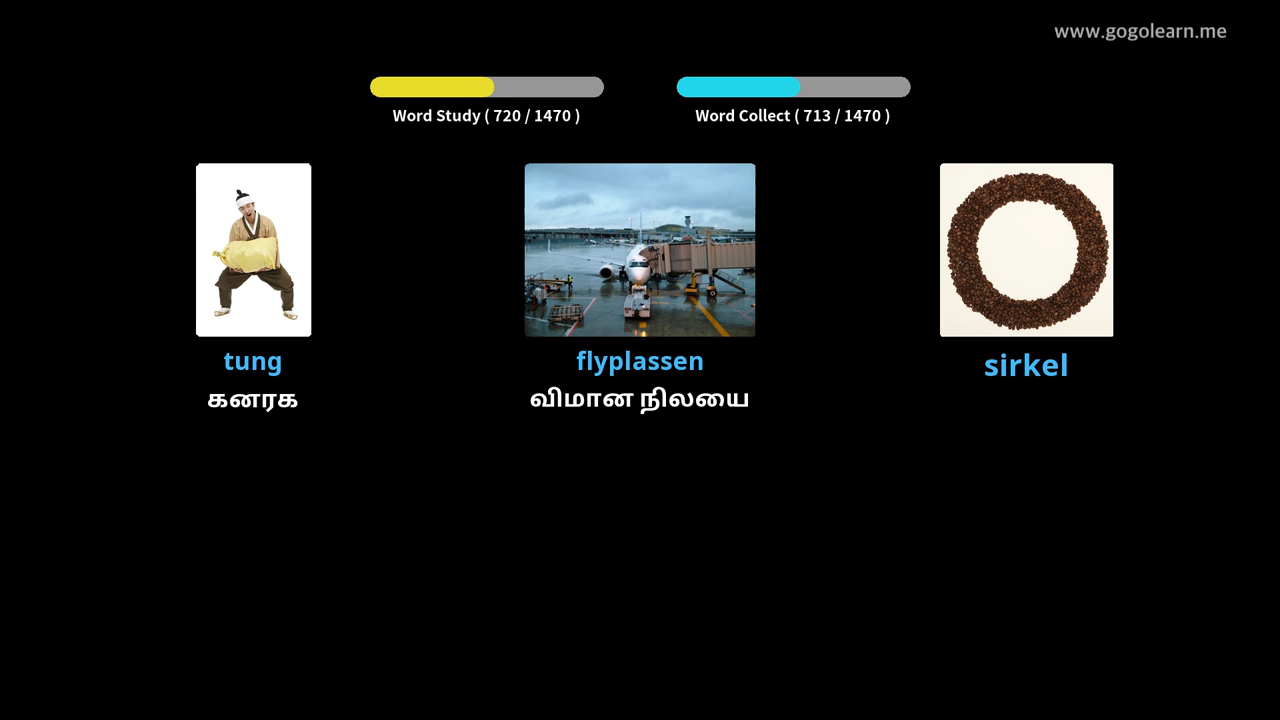 www.gogolearn.me
Word Study ( 720 / 1470 )
Word Collect ( 713 / 1470 )
tung
கனரக
flyplassen
விமான நிலயை
sirkel